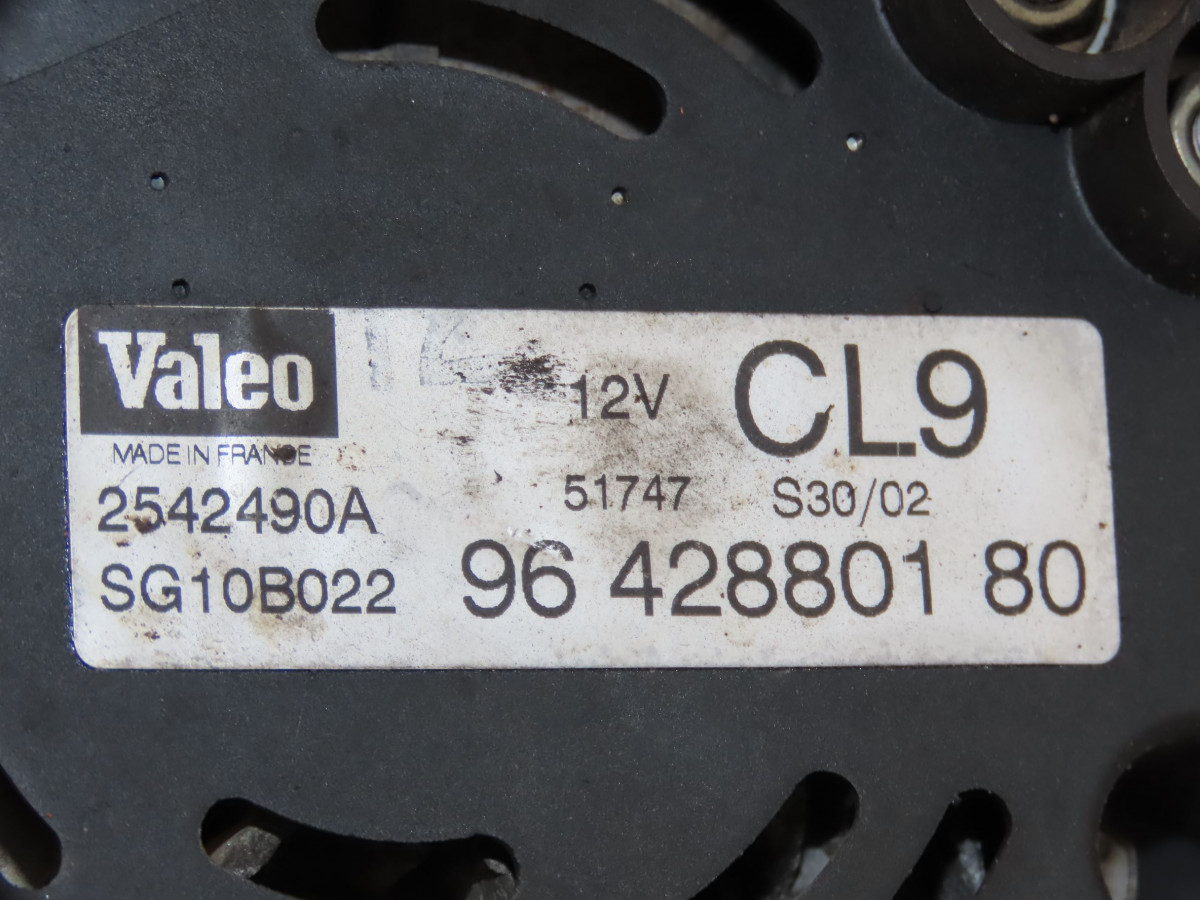 Valeo
MADE IN FRANCE
12V CL9
2542490A 51747 S30/02
SG10B022 96 428801 80